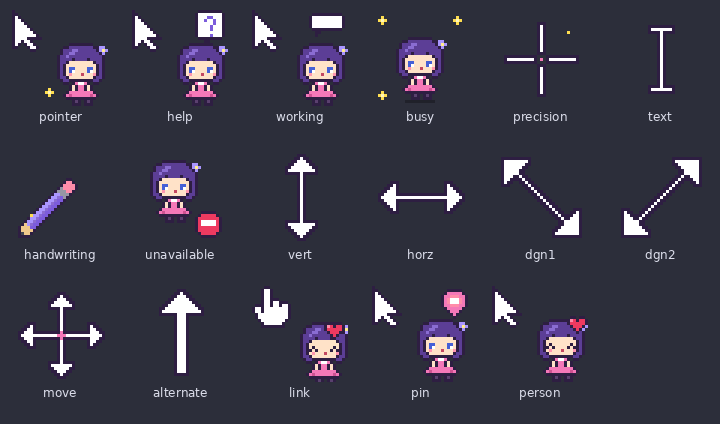 ?
pointer help working busy precision text
handwriting unavailable vert horz dgn1 dgn2
move alternate link pin person